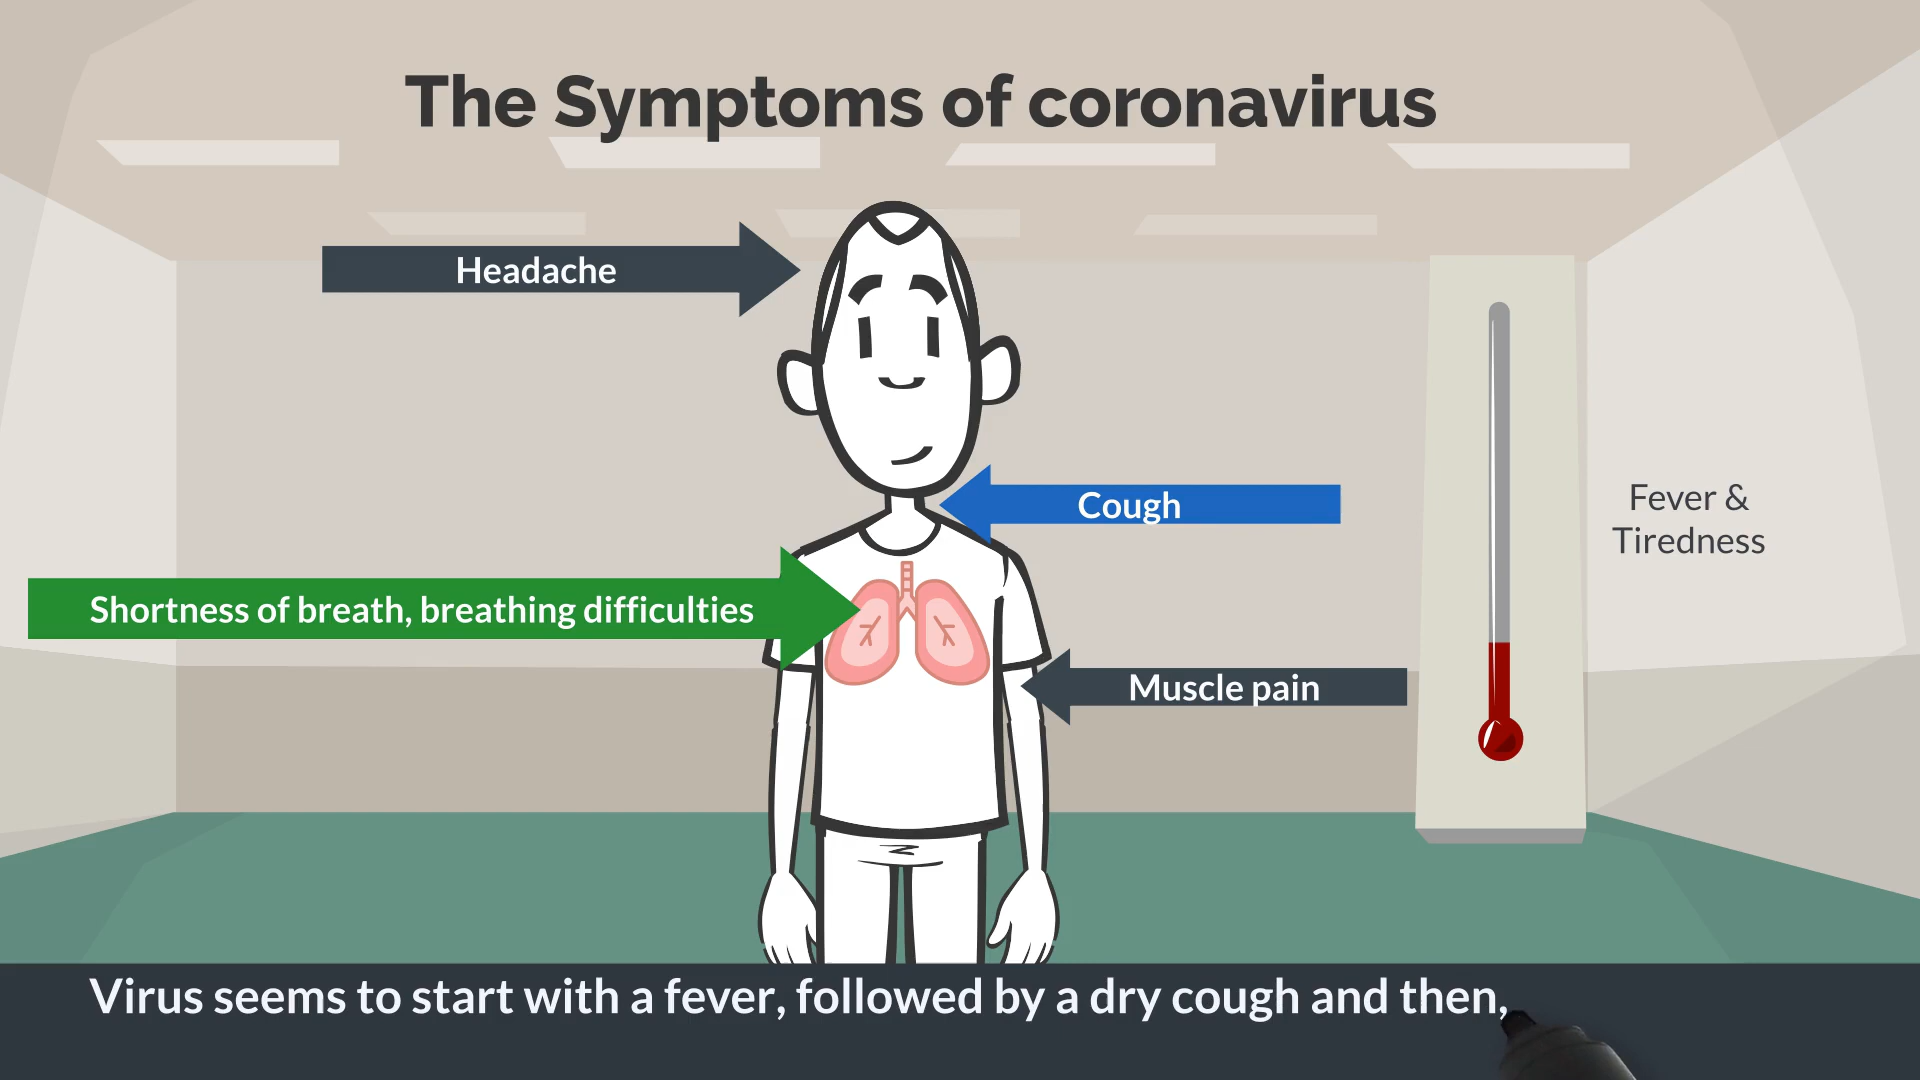 The Symptoms of coronavirus
Headache
Cough
Fever &
Tiredness
Shortness of breath, breathing difficulties
Muscle pain
Virus seems to start with a fever, followed by a dry cough and then,